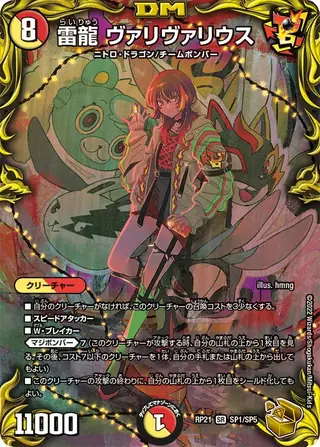 DM
8
らいりゅう
雷龍 ヴァリヴァリウス
ニトロ・ドラゴン/チームボンバー
illus. hmng
クリーチャー
■自分のクリーチャーがなければ、このクリーチャーの召喚コストを3少なくする。
■スピードアタッカー
■W・ブレイカー
マジボンバー 7(このクリーチャーが攻撃する時、自分の山札の上から1枚目を見る。その後、コスト7以下のクリーチャーを1体、自分の手札または山札の上から出してもよい)
■このクリーチャーの攻撃の終わりに、自分の山札の上から1枚目をシールド化してもよい。
11000
RP21 SR SP1/SP5